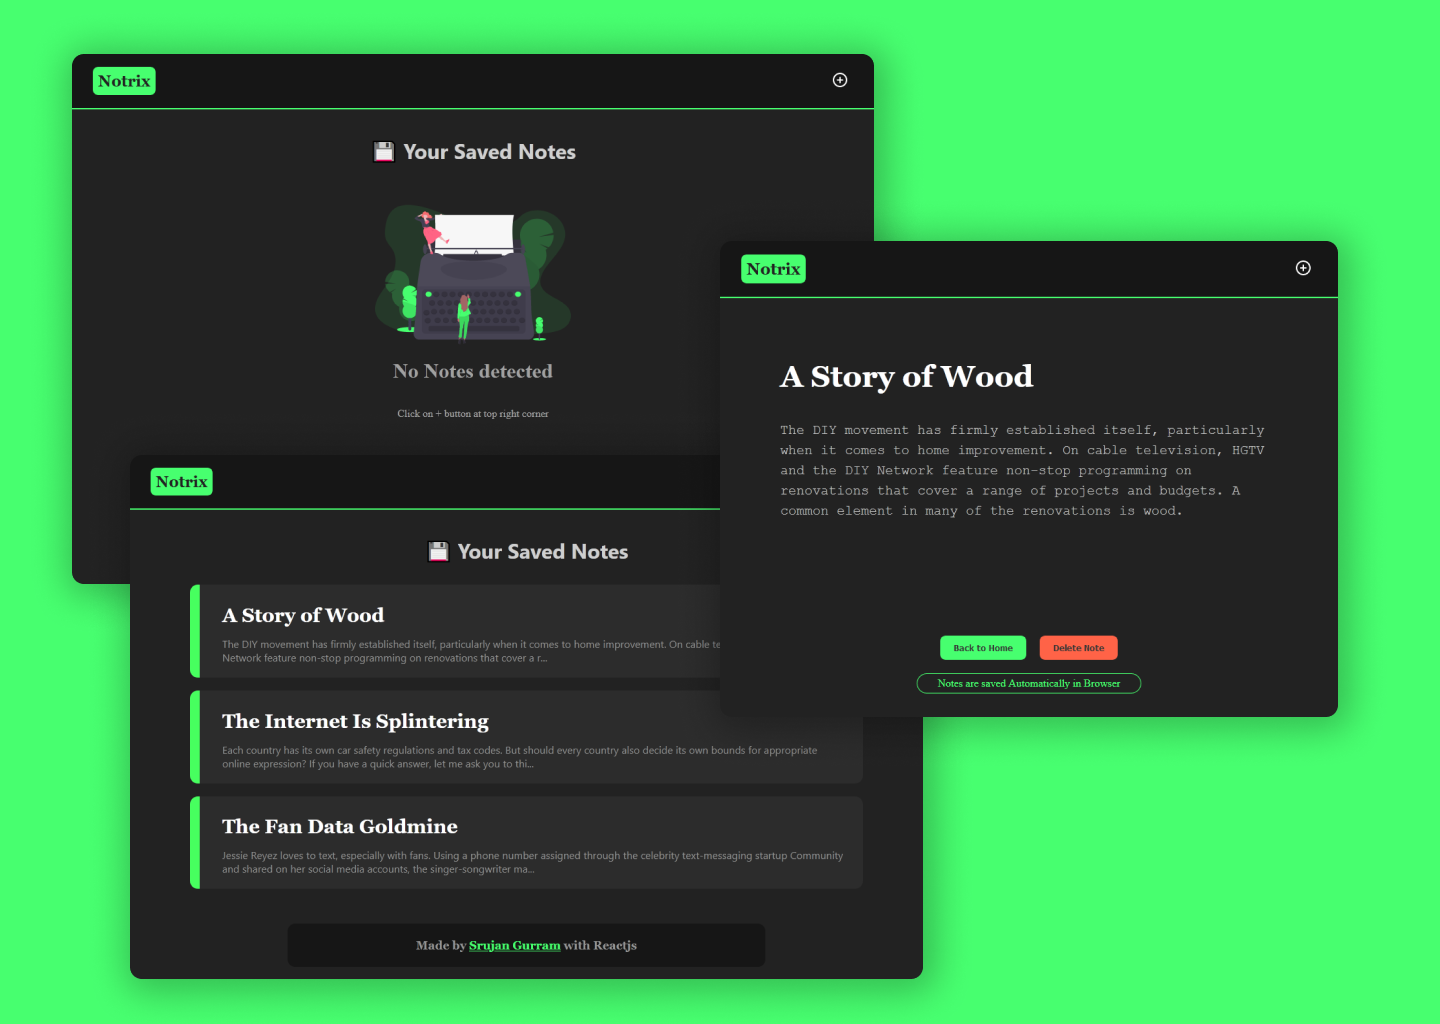 Notrix
💾 Your Saved Notes
No Notes detected
Click on + button at top right corner
Notrix
A Story of Wood
The DIY movement has firmly established itself, particularly
when it comes to home improvement. On cable television, HGTV
and the DIY Network feature non-stop programming on
renovations that cover a range of projects and budgets. A
common element in many of the renovations is wood.
Back to Home
Delete Note
Notes are saved Automatically in Browser
Notrix
💾 Your Saved Notes
A Story of Wood
The DIY movement has firmly established itself, particularly when it comes to home improvement. On cable
Network feature non-stop programming on renovations that cover a r...
The Internet Is Splintering
Each country has its own car safety regulations and tax codes. But should every country also decide its own bounds for appropriate
online expression? If you have a quick answer, let me ask you to thi...
The Fan Data Goldmine
Jessie Reyez loves to text, especially with fans. Using a phone number assigned through the celebrity text-messaging startup Community
and shared on her social media accounts, the singer-songwriter ma...
Made by Srujan Gurram with Reactjs